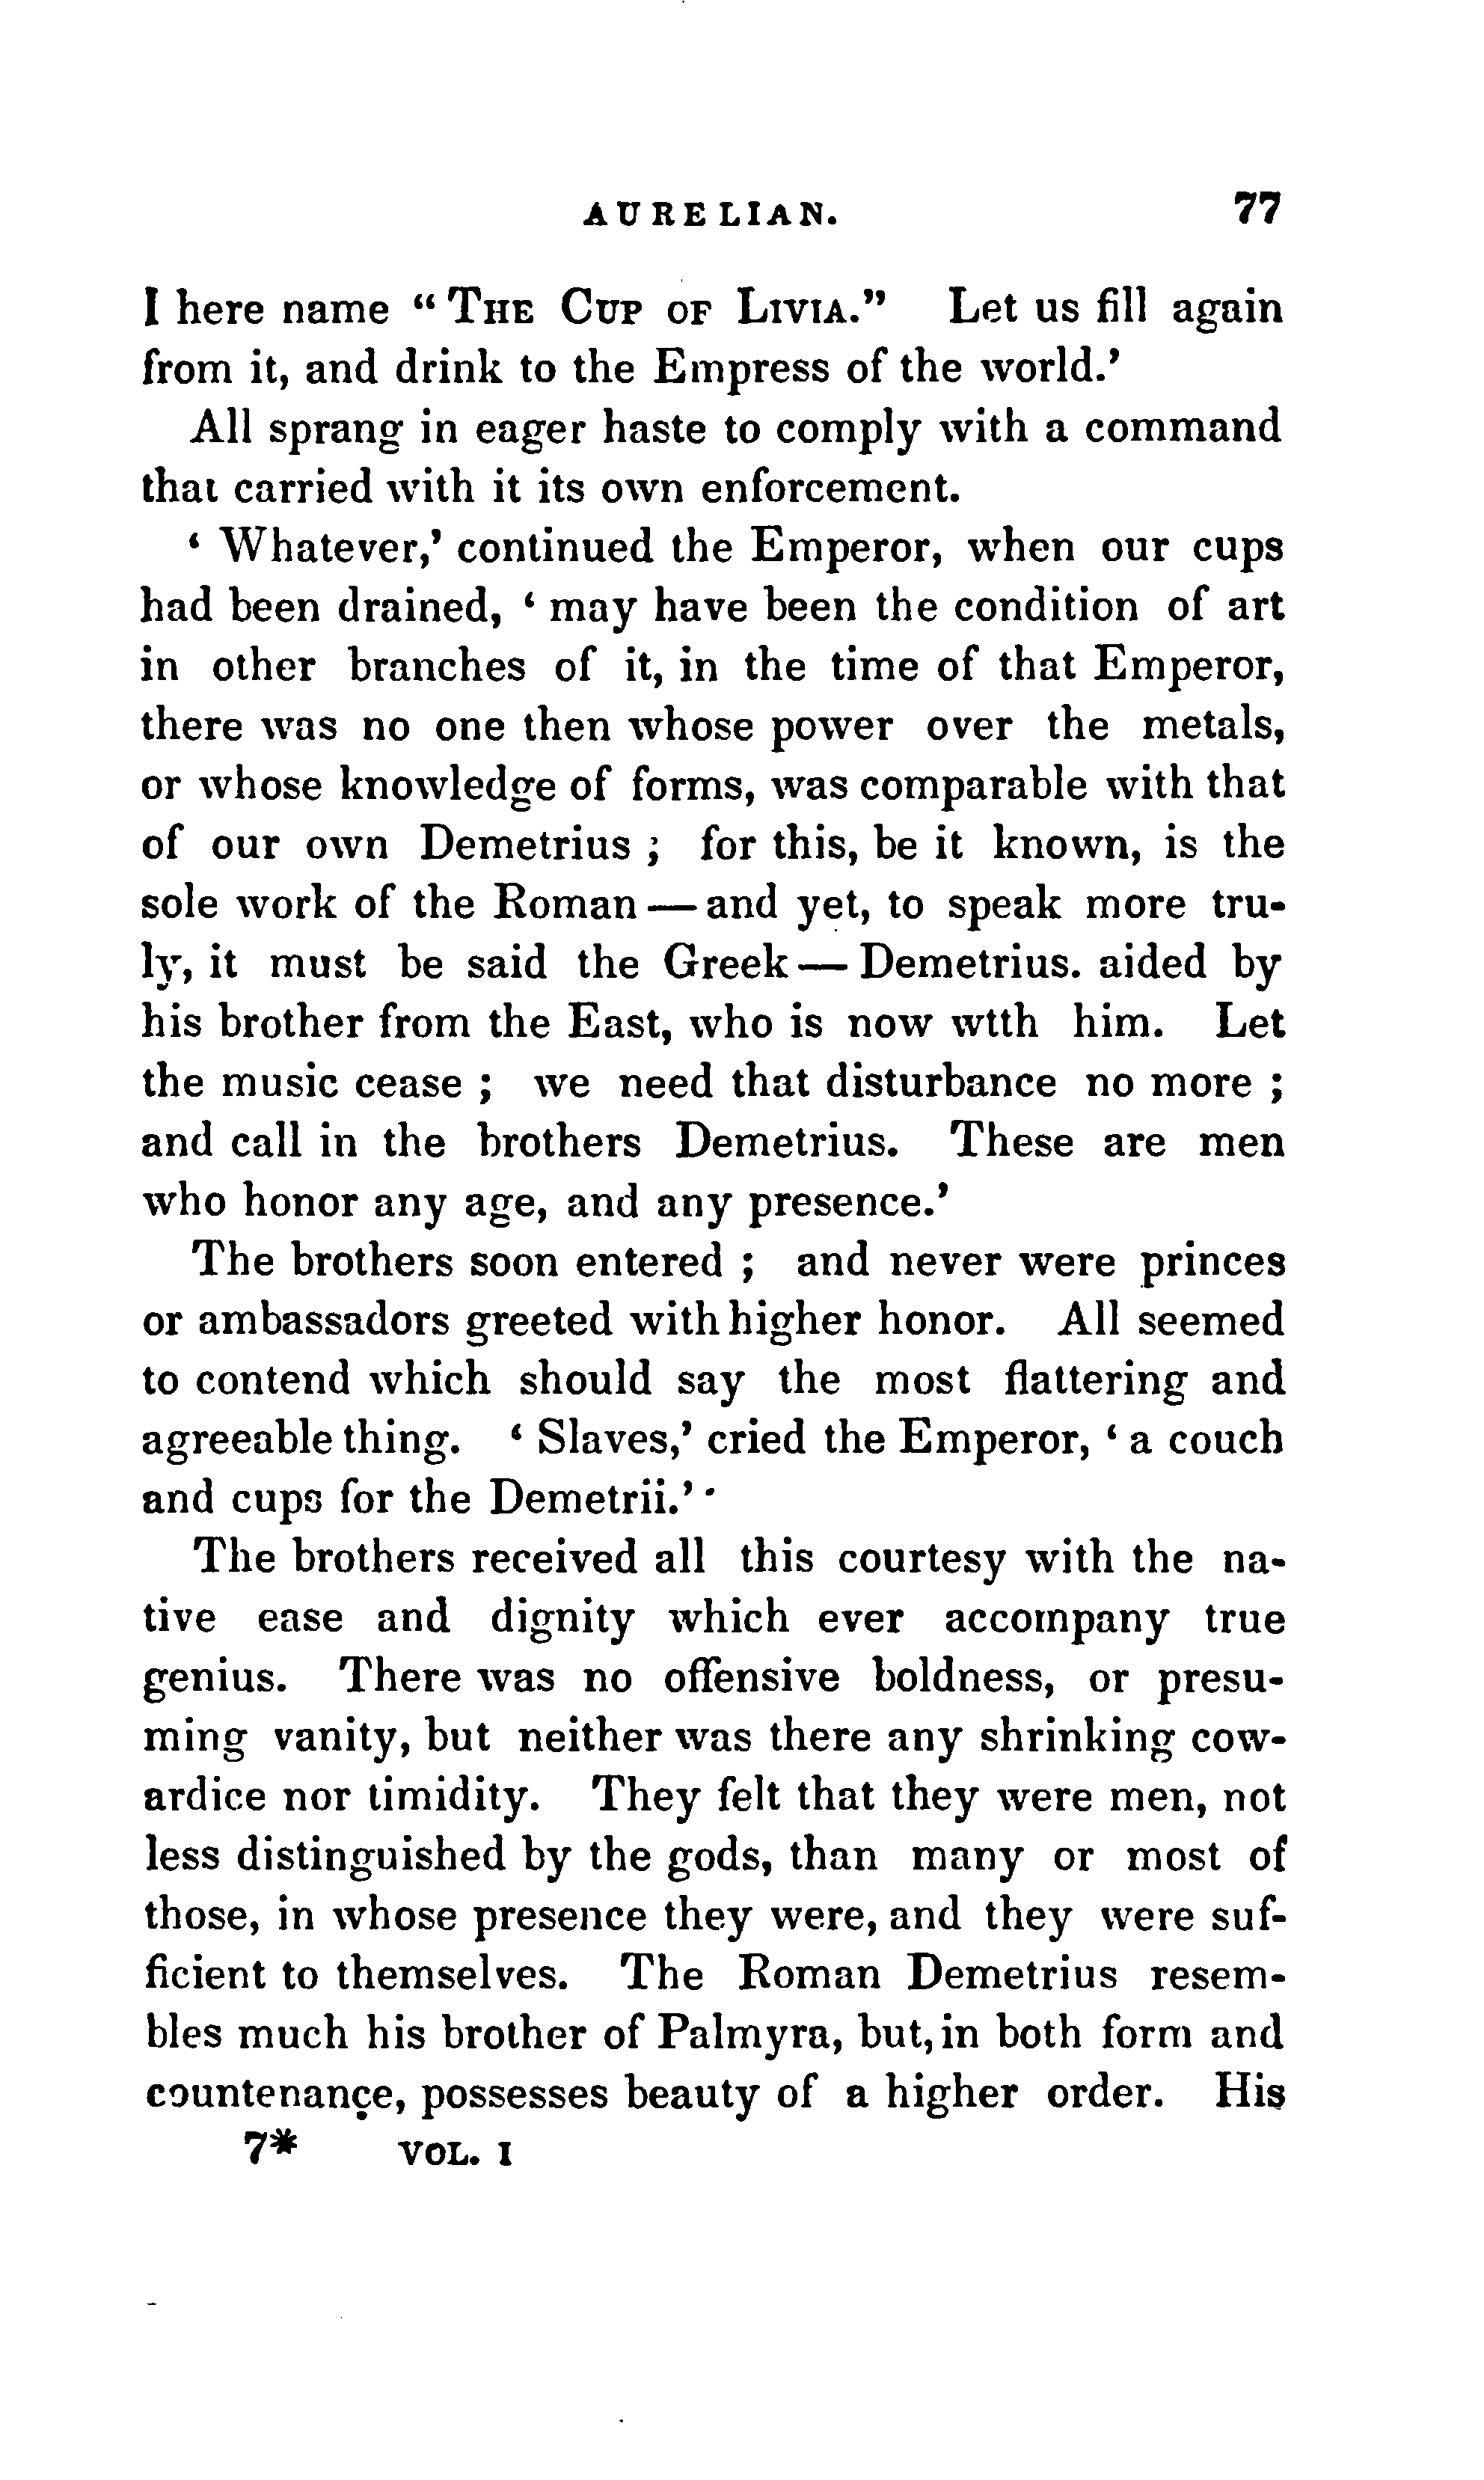 AURELIAN. 77
I here name " THE CUP OF LIVIA." Let us fill again
from it, and drink to the Empress of the world.'
All sprang in eager haste to comply with a command
that carried with it its own enforcement.
‘ Whatever,’ continued the Emperor, when our cups
had been drained, ‘ may have been the condition of art
in other branches of it, in the time of that Emperor,
there was no one then whose power over the metals,
or whose knowledge of forms, was comparable with that
of our own Demetrius ; for this, be it known, is the
sole work of the Roman — and yet, to speak more tru-
ly, it must be said the Greek — Demetrius. aided by
his brother from the East, who is now wtth him. Let
the music cease ; we need that disturbance no more ;
and call in the brothers Demetrius. These are men
who honor any age, and any presence.’
The brothers soon entered ; and never were princes
or ambassadors greeted with higher honor. All seemed
to contend which should say the most flattering and
agreeable thing. ‘ Slaves,’ cried the Emperor, ‘ a couch
and cups for the Demetrii.’
The brothers received all this courtesy with the na-
tive ease and dignity which ever accompany true
genius. There was no offensive boldness, or presu-
ming vanity, but neither was there any shrinking cow-
ardice nor timidity. They felt that they were men, not
less distinguished by the gods, than many or most of
those, in whose presence they were, and they were suf-
ficient to themselves. The Roman Demetrius resem-
bles much his brother of Palmyra, but, in both form and
countenance, possesses beauty of a higher order. His
7* VOL. I